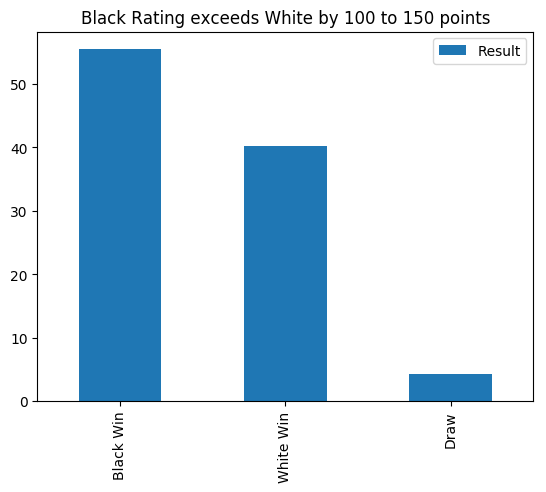 Black Rating exceeds White by 100 to 150 points
Result
50
40
30
20
10
0
Black Win
White Win
Draw